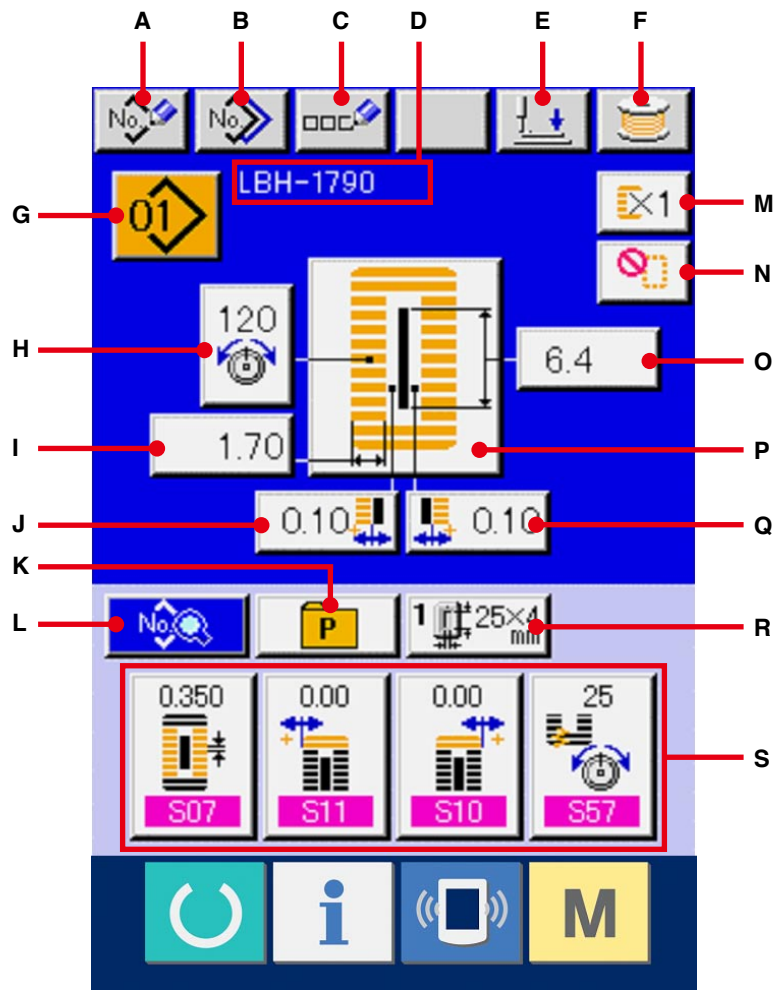 A B C D E F
No. No.
LBH-1790
G 01 ×1 M
N
H 120
6.4 O
I 1.70 P
J 0.10 0.10 Q
K
L No. P 1 25×4 mm R
0.350 0.00 0.00 25
S
S07 S11 S10 S57
i M